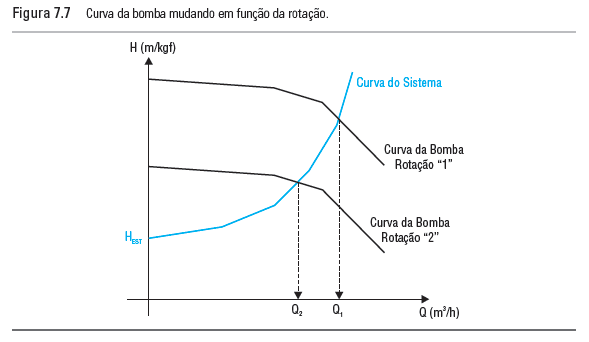 Figura 7.7 Curva da bomba mudando em função da rotação.
H (m/kgf)
Curva do Sistema
Curva da Bomba
Rotação “1”
Curva da Bomba
Rotação “2”
HEST
Q2
Q1
Q (m³/h)